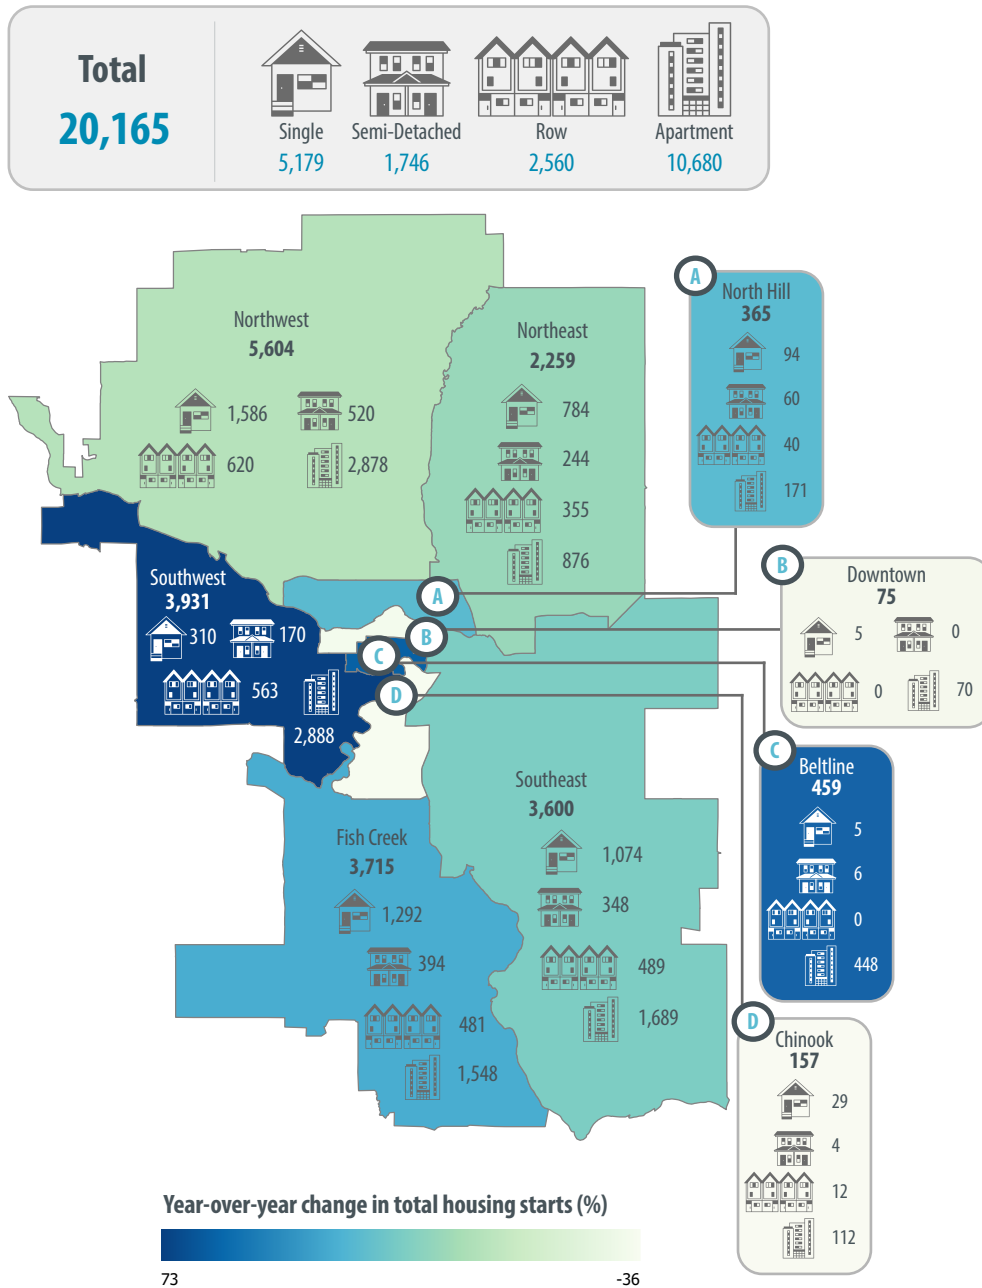 Total
20,165
Single
5,179
Semi-Detached
1,746
Row
2,560
Apartment
10,680
Northwest
5,604
1,586
520
620
2,878
Northeast
2,259
784
244
355
876
A
North Hill
365
94
60
40
171
Southwest
3,931
310
170
563
2,888
A
B
C
D
B
Downtown
75
5
0
0
70
C
Beltline
459
5
6
0
448
Southeast
3,600
1,074
348
489
1,689
Fish Creek
3,715
1,292
394
481
1,548
D
Chinook
157
29
4
12
112
Year-over-year change in total housing starts (%)
73
-36